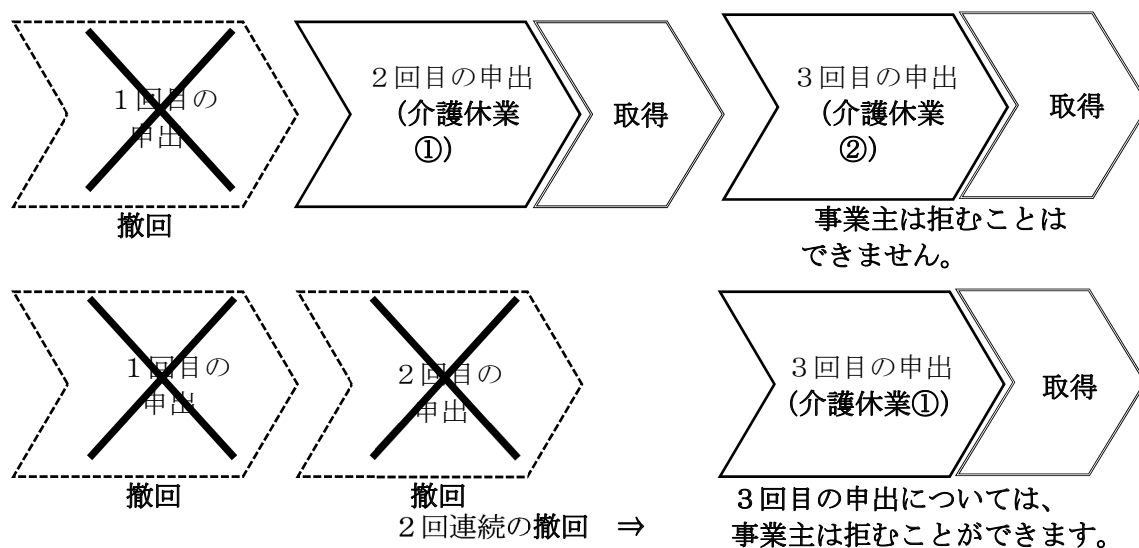 １回目の
申出
撤回
２回目の申出
(介護休業
①)
取得
３回目の申出
(介護休業
②)
取得
事業主は拒むことは
できません。
１回目の
申出
撤回
２回目の
申出
撤回
２回連続の撤回　⇒
３回目の申出
(介護休業①)
取得
３回目の申出については、
事業主は拒むことができます。